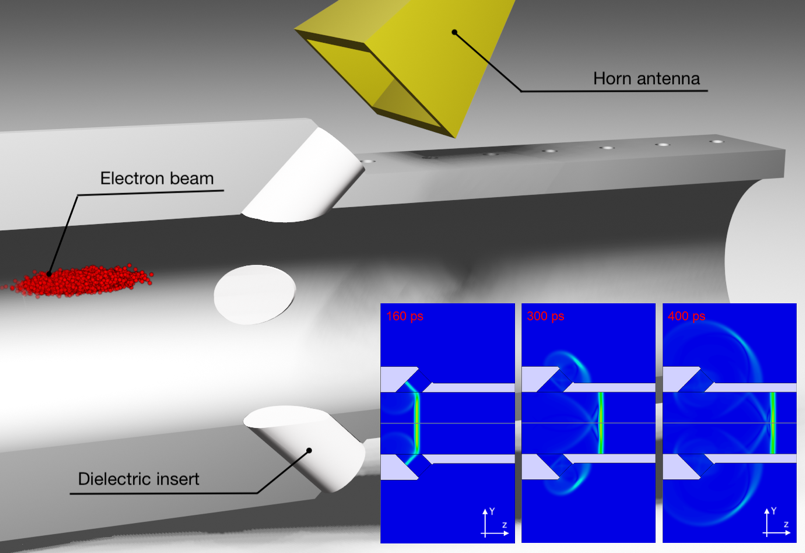 Horn antenna
Electron beam
160 ps
300 ps
400 ps
Dielectric insert
Y
z
Y
z
Y
z